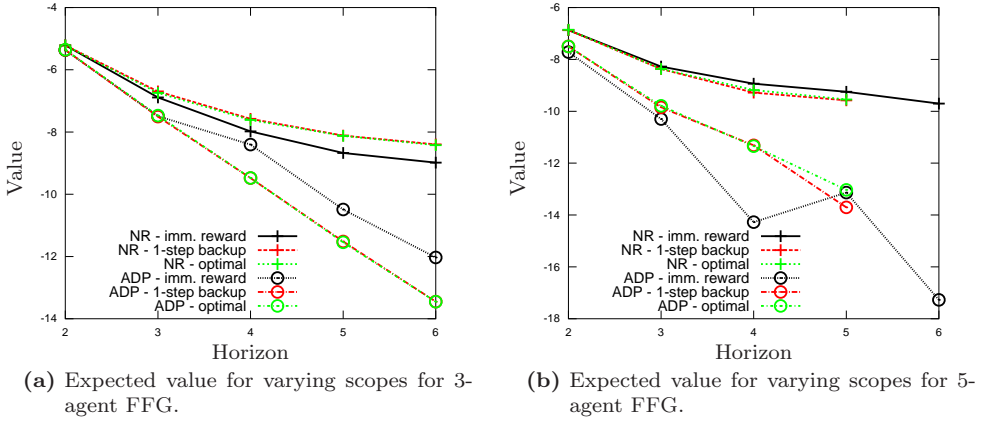 -4
-6
-8
-10
-12
-14
2
3
4
5
6
Value
Horizon
NR - imm. reward
NR - 1-step backup
NR - optimal
ADP - imm. reward
ADP - 1-step backup
ADP - optimal
(a) Expected value for varying scopes for 3-
agent FFG.
-6
-8
-10
-12
-14
-16
-18
2
3
4
5
6
Value
Horizon
NR - imm. reward
NR - 1-step backup
NR - optimal
ADP - imm. reward
ADP - 1-step backup
ADP - optimal
(b) Expected value for varying scopes for 5-
agent FFG.